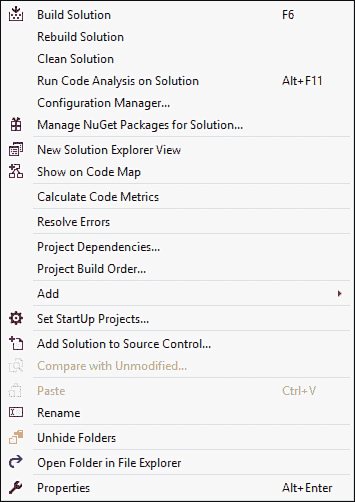 Build Solution F6
Rebuild Solution
Clean Solution
Run Code Analysis on Solution Alt+F11
Configuration Manager...
Manage NuGet Packages for Solution...
New Solution Explorer View
Show on Code Map
Calculate Code Metrics
Resolve Errors
Project Dependencies...
Project Build Order...
Add
Set StartUp Projects...
Add Solution to Source Control...
Compare with Unmodified...
Paste Ctrl+V
Rename
Unhide Folders
Open Folder in File Explorer
Properties Alt+Enter